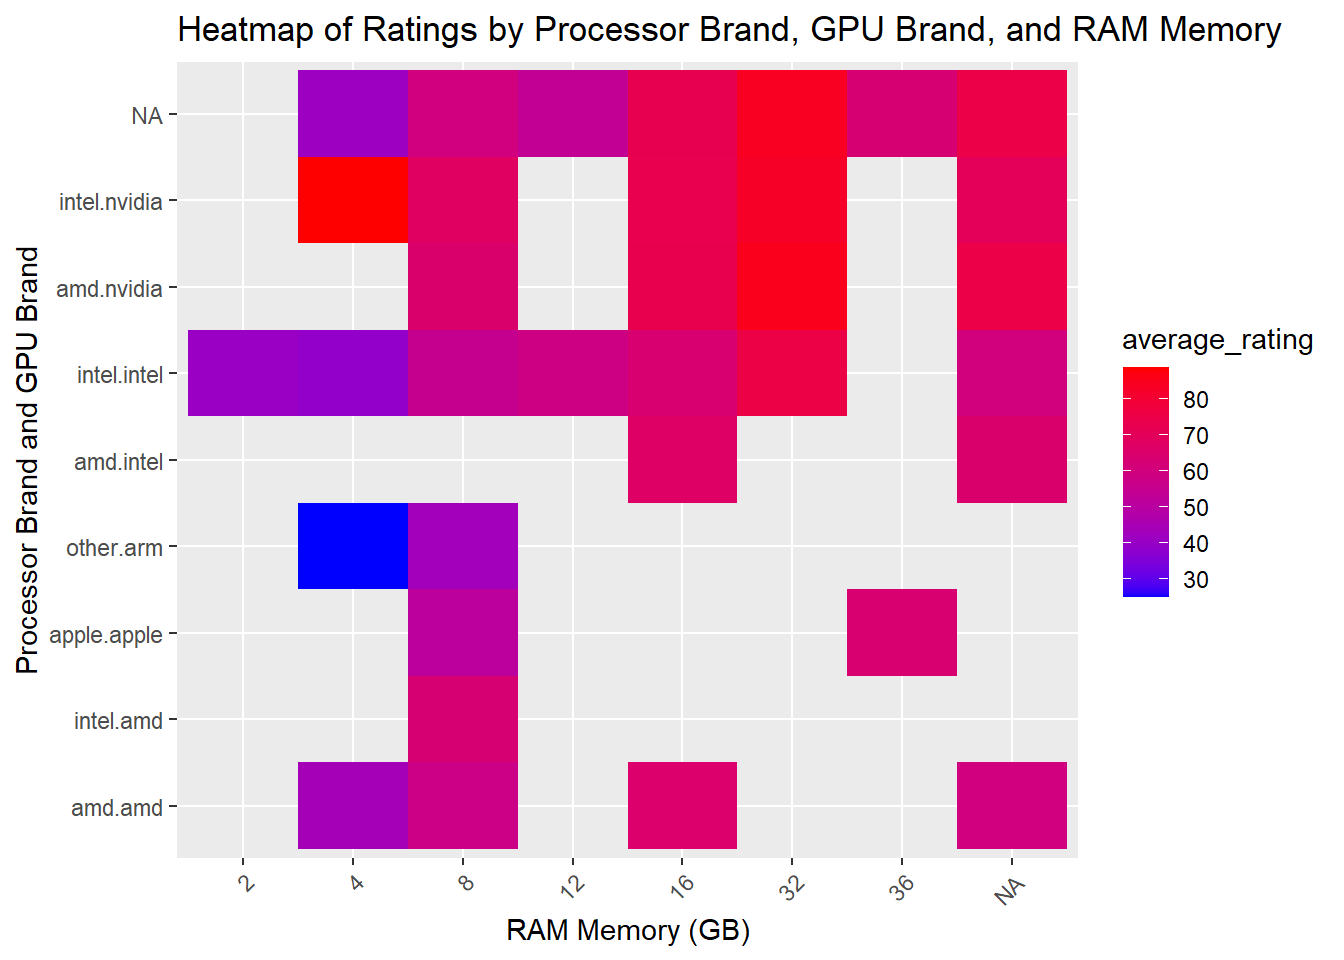 Heatmap of Ratings by Processor Brand, GPU Brand, and RAM Memory
Processor Brand and GPU Brand
NA
intel.nvidia
amd.nvidia
intel.intel
amd.intel
other.arm
apple.apple
intel.amd
amd.amd
2
4
8
12
16
32
36
NA
RAM Memory (GB)
average_rating
80
70
60
50
40
30